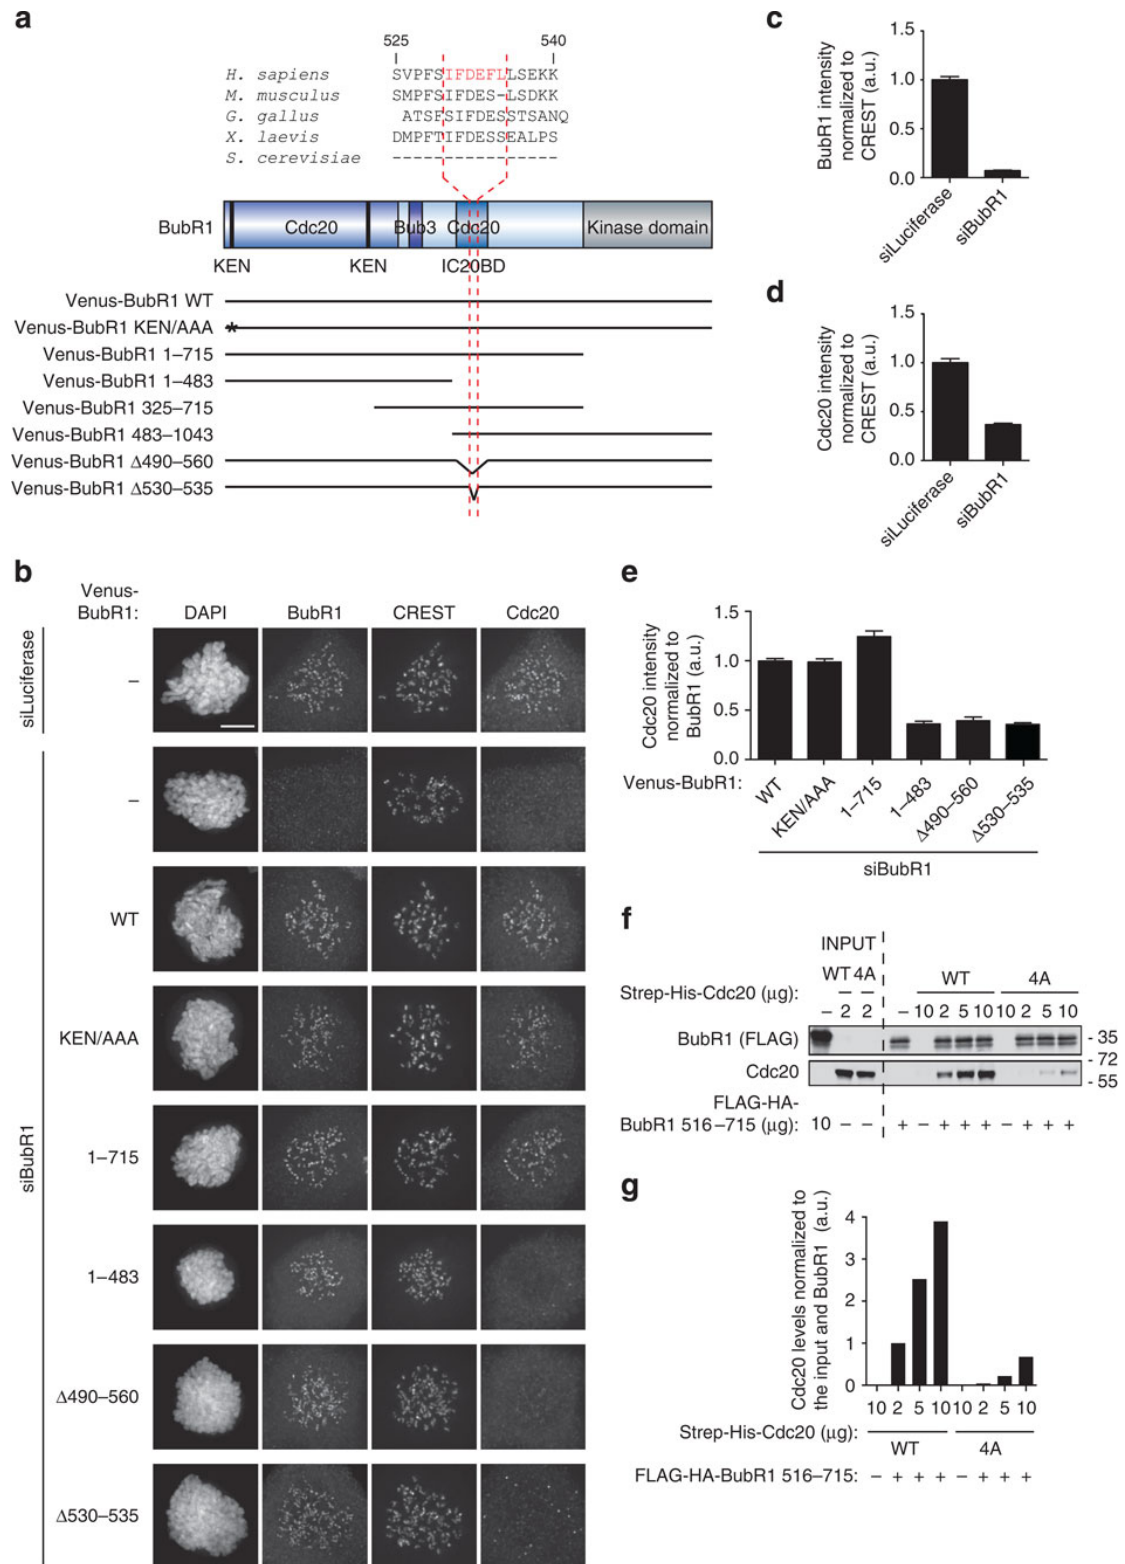 a
525 540
H. sapiens SVPFSIFDEFLLSEKK
M. musculus SMPFSIFDES-LSDKK
G. gallus ATSFSIFDESSTSANQ
X. laevis DMPFTIFDESSEALPS
S. cerevisiae ----------------
BubR1 Cdc20 Bub3 Cdc20 Kinase domain
KEN KEN IC20BD
Venus-BubR1 WT
Venus-BubR1 KEN/AAA *
Venus-BubR1 1–715
Venus-BubR1 1–483
Venus-BubR1 325–715
Venus-BubR1 483–1043
Venus-BubR1 Δ490–560
Venus-BubR1 Δ530–535
b
Venus-
BubR1: DAPI BubR1 CREST Cdc20
siLuciferase
–
siBubR1
–
WT
KEN/AAA
1–715
1–483
Δ490–560
Δ530–535
c
BubR1 intensity
normalized to
CREST (a.u.)
1.5
1.0
0.5
0.0
siLuciferase
siBubR1
d
Cdc20 intensity
normalized to
CREST (a.u.)
1.5
1.0
0.5
0.0
siLuciferase
siBubR1
e
Cdc20 intensity
normalized to
BubR1 (a.u.)
1.5
1.0
0.5
0.0
Venus-BubR1:
WT
KEN/AAA
1–715
1–483
Δ490–560
Δ530–535
siBubR1
f
INPUT
WT 4A WT 4A
Strep-His-Cdc20 (μg): – 2 2 – 10 2 5 10 10 2 5 10
BubR1 (FLAG) - 35
- 72
Cdc20 - 55
FLAG-HA-
BubR1 516–715 (μg): 10 – – + – + + + – + + +
g
Cdc20 levels normalized to
the input and BubR1 (a.u.)
4
3
2
1
0
10 2 5 10 10 2 5 10
Strep-His-Cdc20 (μg):
WT 4A
FLAG-HA-BubR1 516–715: – + + + – + + +